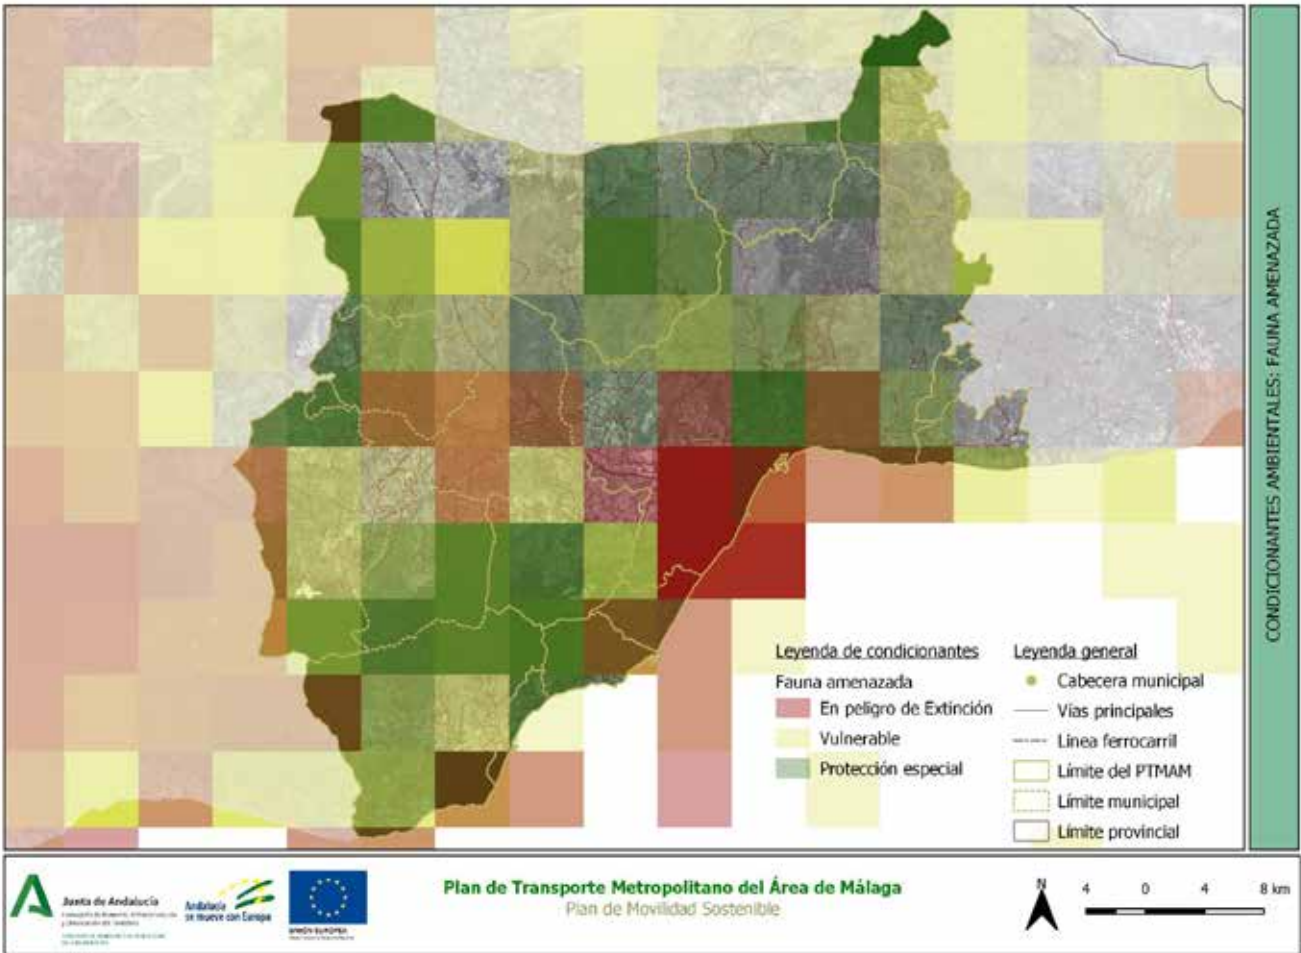 CONDICIONANTES AMBIENTALES: FAUNA AMENAZADA
Leyenda de condicionantes
Fauna amenazada
En peligro de Extinción
Vulnerable
Protección especial
Leyenda general
Cabecera municipal
Vías principales
Línea ferrocarril
Límite del PTMAM
Límite municipal
Límite provincial
Junta de Andalucía
Andalucía
se mueve con Europa
UNIÓN EUROPEA
Plan de Transporte Metropolitano del Área de Málaga
Plan de Movilidad Sostenible
N
4 0 4 8 km